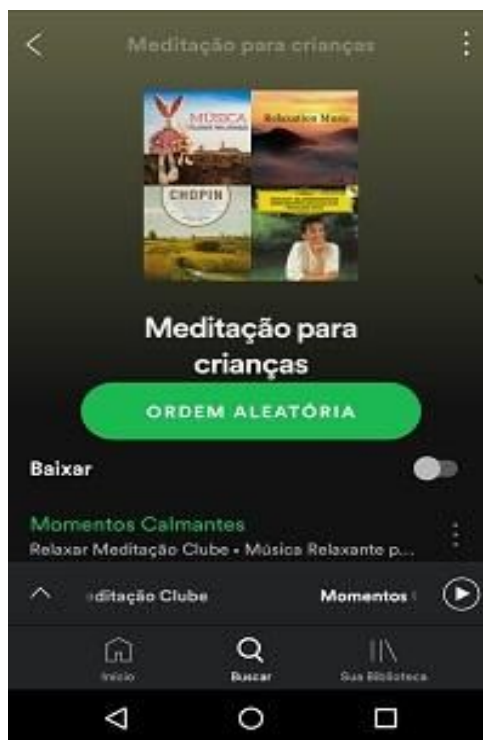 Meditação para crianças
MÚSICA
Relaxation Music
CHOPIN
Meditação para
crianças
ORDEM ALEATÓRIA
Baixar
Momentos Calmantes
Relaxar Meditação Clube • Música Relaxante p...
editação Clube Momentos
Início Buscar Sua Biblioteca